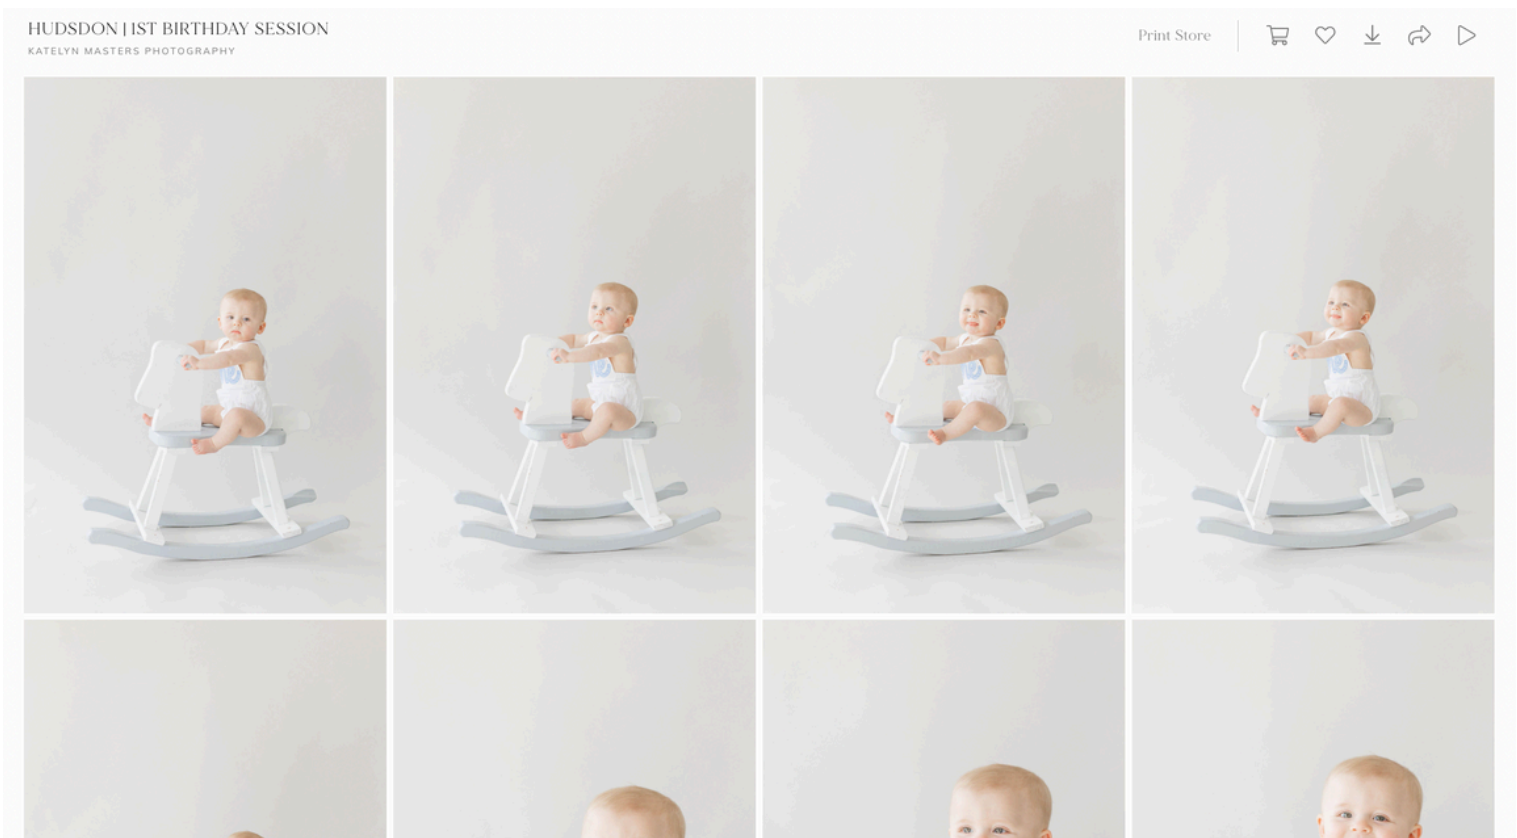 HUDSDON | 1ST BIRTHDAY SESSION
KATELYN MASTERS PHOTOGRAPHY
Print Store